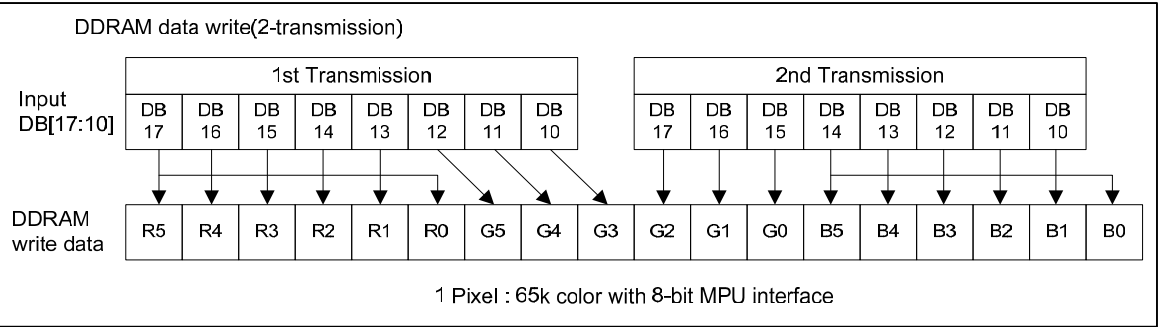 DDRAM data write(2-transmission)
1st Transmission 2nd Transmission
Input
DB[17:10]
DB 17 DB 16 DB 15 DB 14 DB 13 DB 12 DB 11 DB 10 DB 17 DB 16 DB 15 DB 14 DB 13 DB 12 DB 11 DB 10
DDRAM
write data
R5 R4 R3 R2 R1 R0 G5 G4 G3 G2 G1 G0 B5 B4 B3 B2 B1 B0
1 Pixel : 65k color with 8-bit MPU interface